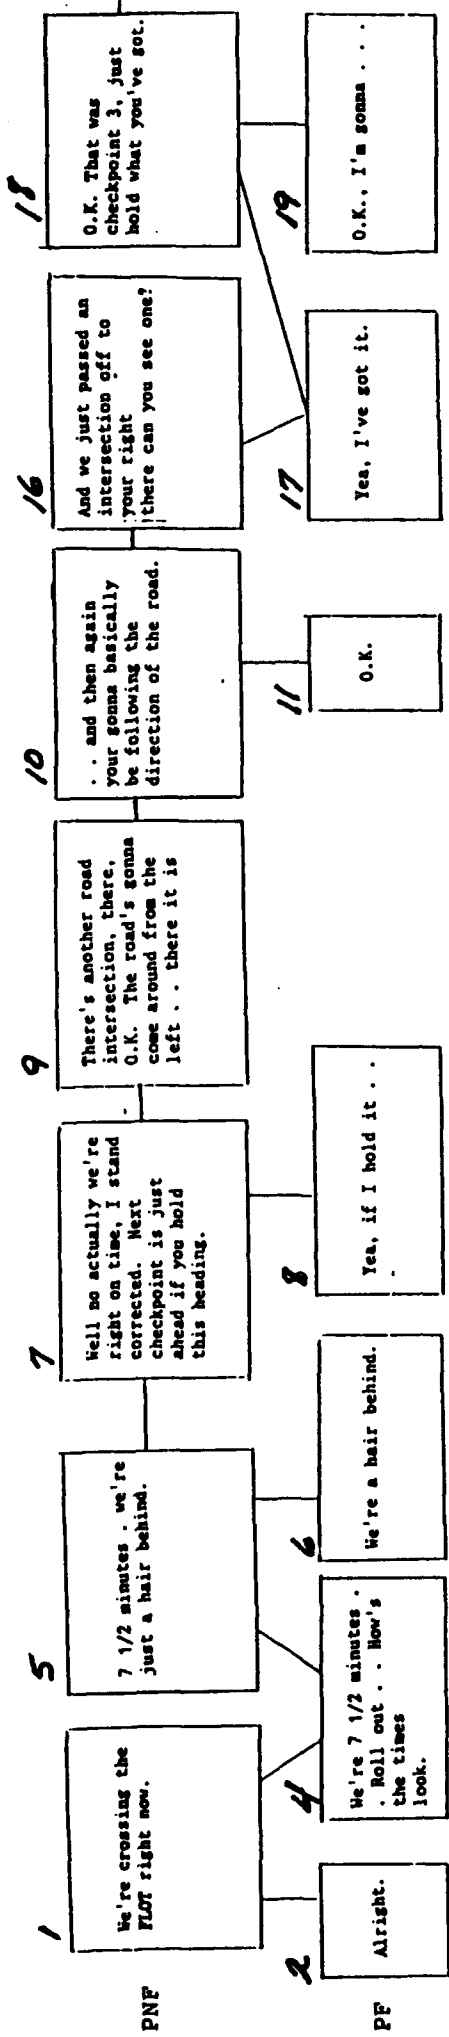 PNF
1
We're crossing the
FLOT right now.
5
7 1/2 minutes . we're
just a hair behind.
7
Well no actually we're
right on time, I stand
corrected. Next
checkpoint is just
ahead if you hold
this heading.
9
There's another road
intersection, there,
O.K. The road's gonna
come around from the
left . . there it is
10
. . and then again
your gonna basically
be following the
direction of the road.
16
And we just passed an
intersection off to
your right
there can you see one?
18
O.K. That was
checkpoint 3, just
hold what you've got.
PF
2
Alright.
4
We're 7 1/2 minutes .
. Roll out . . How's
the times
look.
6
We're a hair behind.
8
Yea, if I hold it . .
11
O.K.
17
Yea, I've got it.
19
O.K., I'm gonna . . .